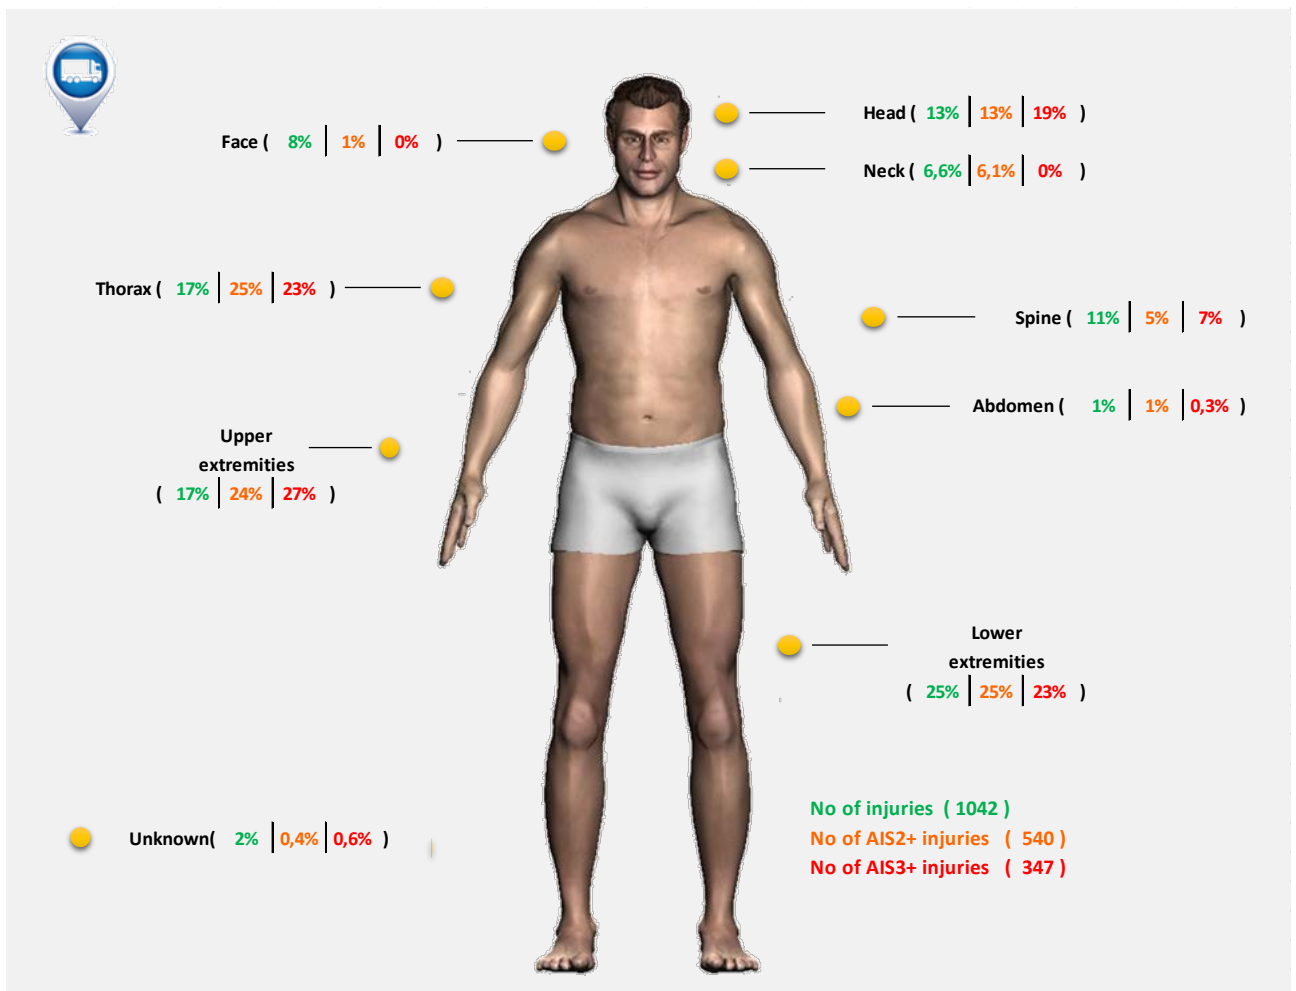 Head ( 13% | 13% | 19% )
Face ( 8% | 1% | 0% )
Neck ( 6,6% | 6,1% | 0% )
Thorax ( 17% | 25% | 23% )
Spine ( 11% | 5% | 7% )
Abdomen ( 1% | 1% | 0,3% )
Upper
extremities
( 17% | 24% | 27% )
Lower
extremities
( 25% | 25% | 23% )
Unknown( 2% | 0,4% | 0,6% )
No of injuries ( 1042 )
No of AIS2+ injuries ( 540 )
No of AIS3+ injuries ( 347 )